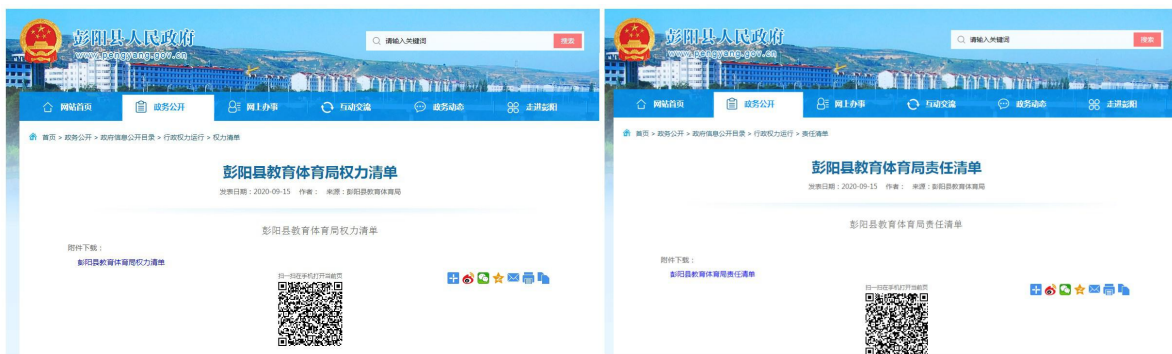 彭阳县人民政府
www.pengyang.gov.cn
请输入关键词
搜索
网站首页
政务公开
网上办事
互动交流
政务动态
走进彭阳
首页 > 政务公开 > 政府信息公开目录 > 行政权力运行 > 权力清单
彭阳县教育体育局权力清单
发表日期：2020-09-15 作者： 来源：彭阳县教育体育局
彭阳县教育体育局权力清单
附件下载：
彭阳县教育体育局权力清单
扫一扫在手机打开当前页
彭阳县人民政府
www.pengyang.gov.cn
请输入关键词
搜索
网站首页
政务公开
网上办事
互动交流
政务动态
走进彭阳
首页 > 政务公开 > 政府信息公开目录 > 行政权力运行 > 责任清单
彭阳县教育体育局责任清单
发表日期：2020-09-15 作者： 来源：彭阳县教育体育局
彭阳县教育体育局责任清单
附件下载：
彭阳县教育体育局责任清单
扫一扫在手机打开当前页